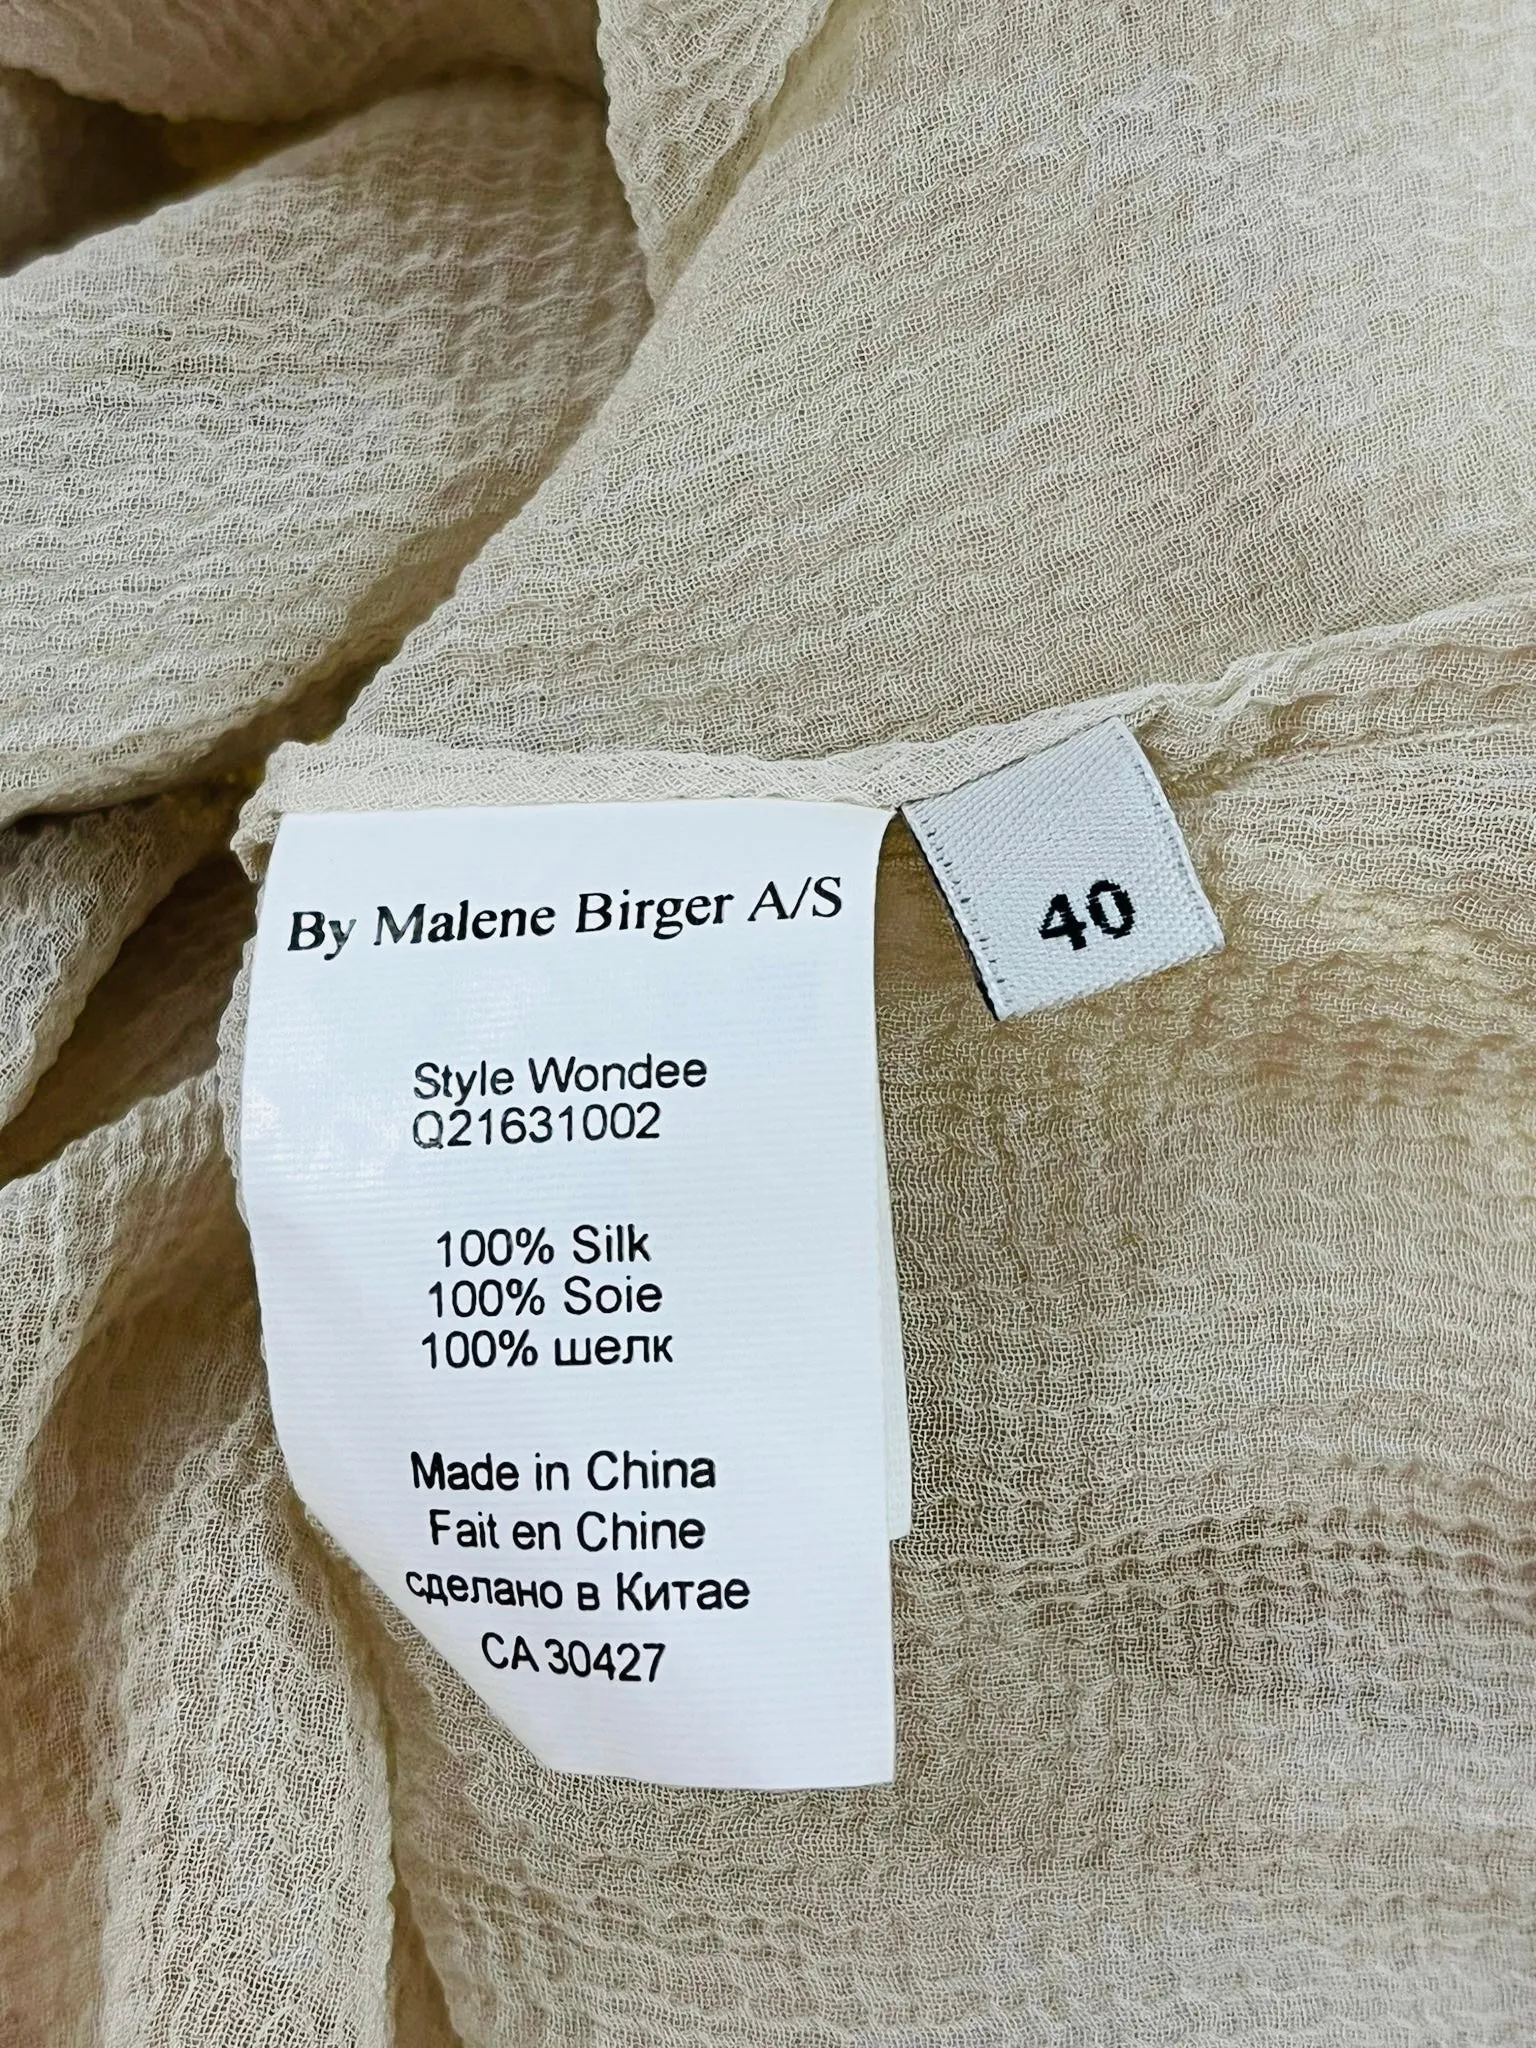 By Malene Birger A/S
40
Style Wondee
Q21631002
100% Silk
100% Soie
100% шелк
Made in China
Fait en Chine
сделано в Китае
CA 30427